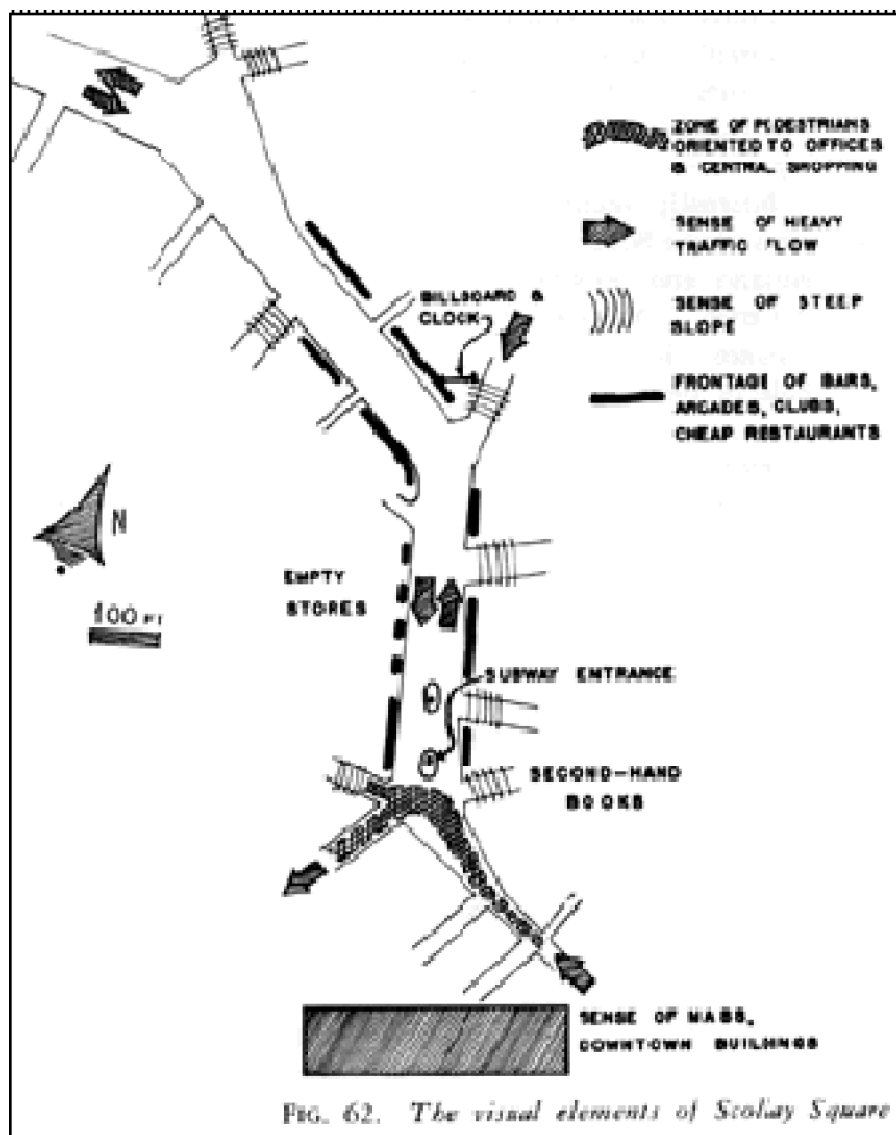 ZONE OF PEDESTRIANS
ORIENTED TO OFFICES
& CENTRAL SHOPPING
SENSE OF HEAVY
TRAFFIC FLOW
BILLBOARD &
CLOCK
SENSE OF STEEP
SLOPE
FRONTAGE OF BARS,
ARCADES, CLUBS,
CHEAP RESTAURANTS
N
100 FT
EMPTY
STORES
SUBWAY ENTRANCE
SECOND-HAND
BOOKS
SENSE OF MASS,
DOWNTOWN BUILDINGS
FIG. 62. The visual elements of Scollay Square